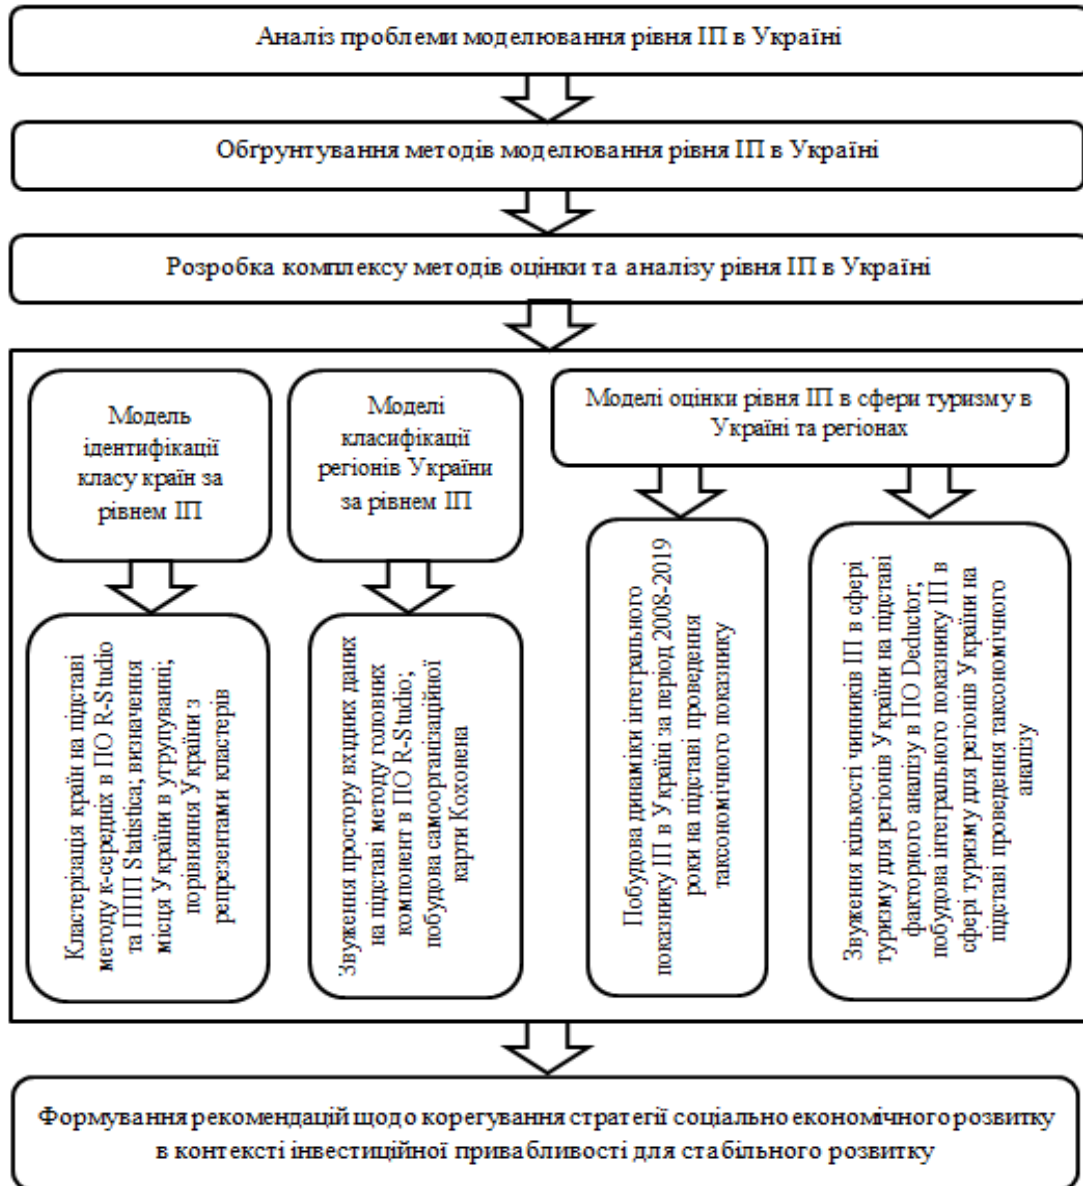 Аналіз проблеми моделювання рівня ІП в Україні
Обґрунтування методів моделювання рівня ІП в Україні
Розробка комплексу методів оцінки та аналізу рівня ІП в Україні
Модель
ідентифікації
класу країн за
рівнем ІП
Моделі
класифікації
регіонів України
за рівнем ІП
Моделі оцінки рівня ІП в сфери туризму в
Україні та регіонах
Кластерізація країн на підставі
методу к-середніх в ПО R-Studio
та ППП Statistica; визначення
місця України в угрупуванні;
порівняння України з
репрезентами кластерів
Звуження простору вхідних даних
на підставі методу головних
компонент в ПО R-Studio;
побудова самоорганізаційної
карти Кохонена
Побудова динаміки інтегрального
показнику ІП в Україні за період 2008-2019
роки на підставі проведення
таксономічного показнику
Звуження кількості чинників ІП в сфері
туризму для регіонів України на підставі
факторного аналізу в ПО Deductor;
побудова інтегрального показнику ІП в
сфері туризму для регіонів України на
підставі проведення таксономічного
аналізу
Формування рекомендацій щодо корегування стратегії соціально економічного розвитку
в контексті інвестиційної привабливості для стабільного розвитку